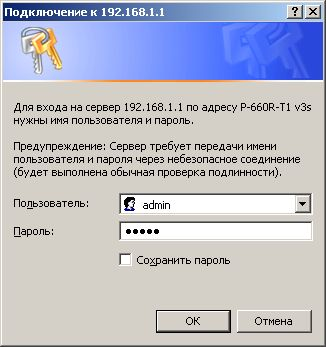 Подключение к 192.168.1.1
Для входа на сервер 192.168.1.1 по адресу P-660R-T1 v3s
нужны имя пользователя и пароль.
Предупреждение: Сервер требует передачи имени
пользователя и пароля через небезопасное соединение
(будет выполнена обычная проверка подлинности).
Пользователь:
admin
Пароль:
•••••
Сохранить пароль
ОК
Отмена